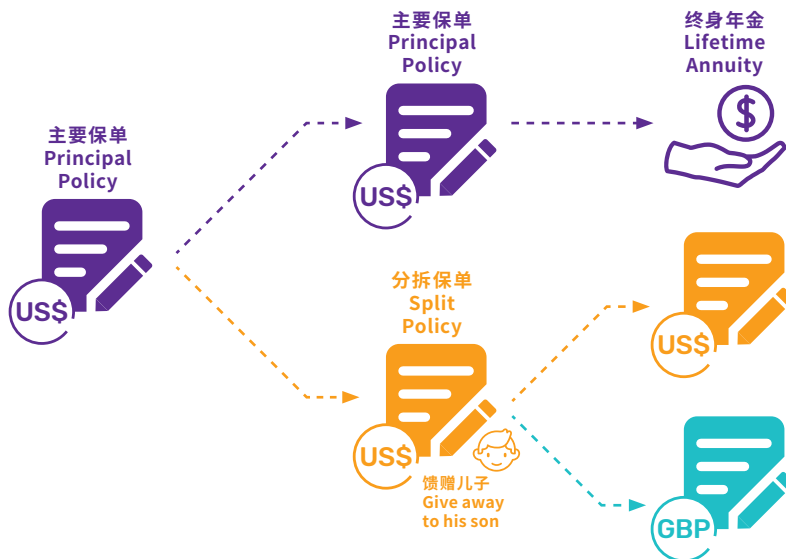 主要保单
Principal
Policy
US$
主要保单
Principal
Policy
US$
终身年金
Lifetime
Annuity
$
分拆保单
Split
Policy
US$
馈赠儿子
Give away
to his son
US$
GBP